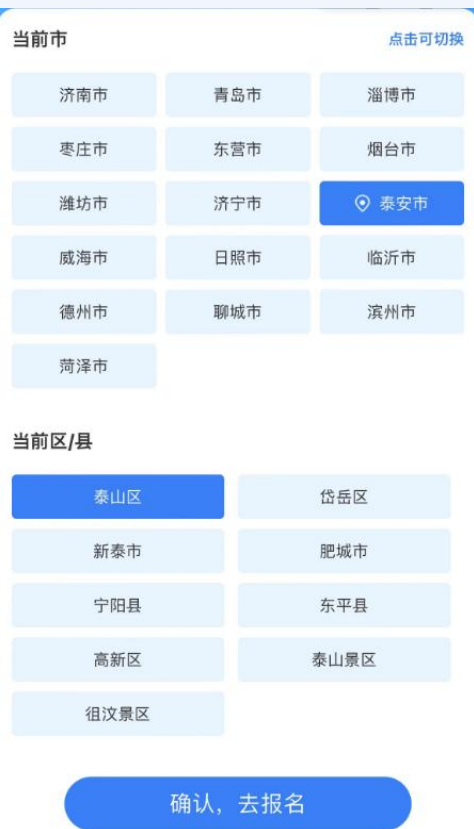 当前市 点击可切换
济南市 青岛市 淄博市
枣庄市 东营市 烟台市
潍坊市 济宁市 泰安市
威海市 日照市 临沂市
德州市 聊城市 滨州市
菏泽市
当前区/县
泰山区 岱岳区
新泰市 肥城市
宁阳县 东平县
高新区 泰山景区
徂汶景区
确认，去报名